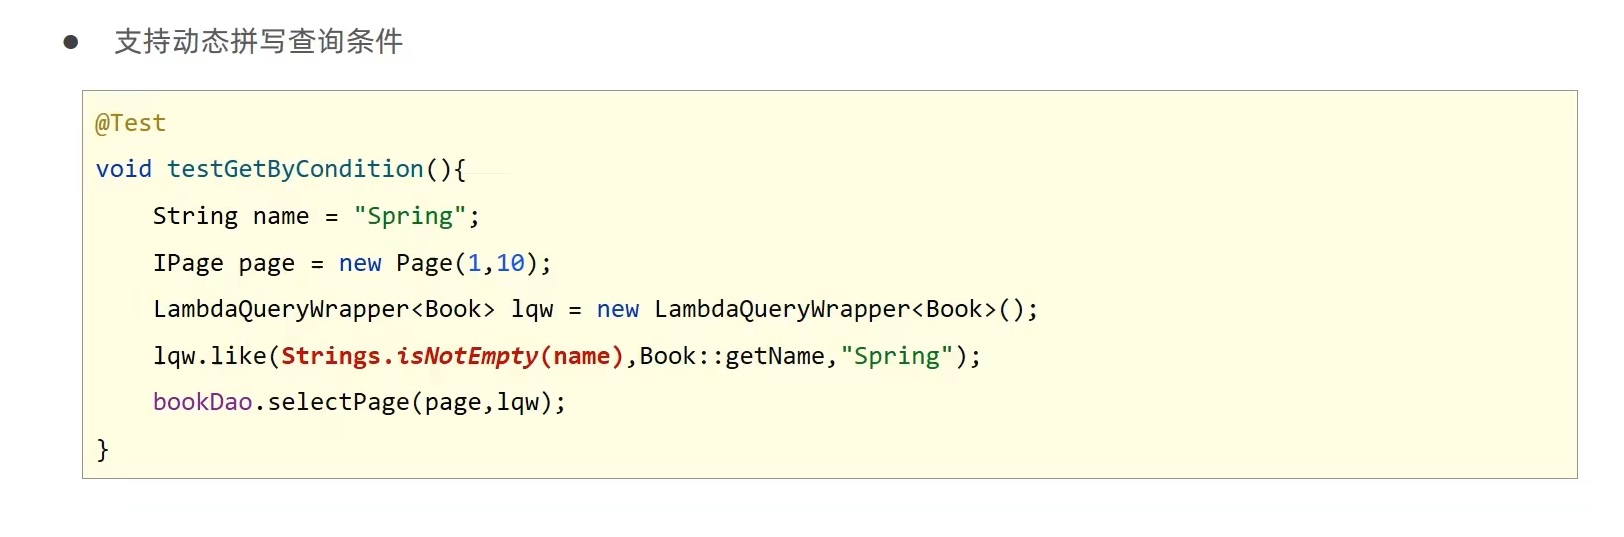 ● 支持动态拼写查询条件
@Test
void testGetByCondition(){
    String name = "Spring";
    IPage page = new Page(1,10);
    LambdaQueryWrapper<Book> lqw = new LambdaQueryWrapper<Book>();
    lqw.like(Strings.isNotEmpty(name),Book::getName,"Spring");
    bookDao.selectPage(page,lqw);
}